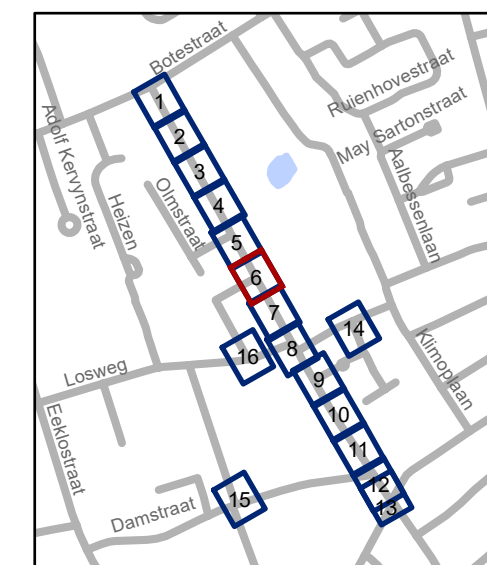 Botestraat
Ruienhovestraat
May Sartonstraat
Aalbessenlaan
Adolf Kervynstraat
Heizen
Olmstraat
1
2
3
4
5
6
7
8
9
10
11
12
13
14
15
16
Klimoplaan
Losweg
Eeklostraat
Damstraat